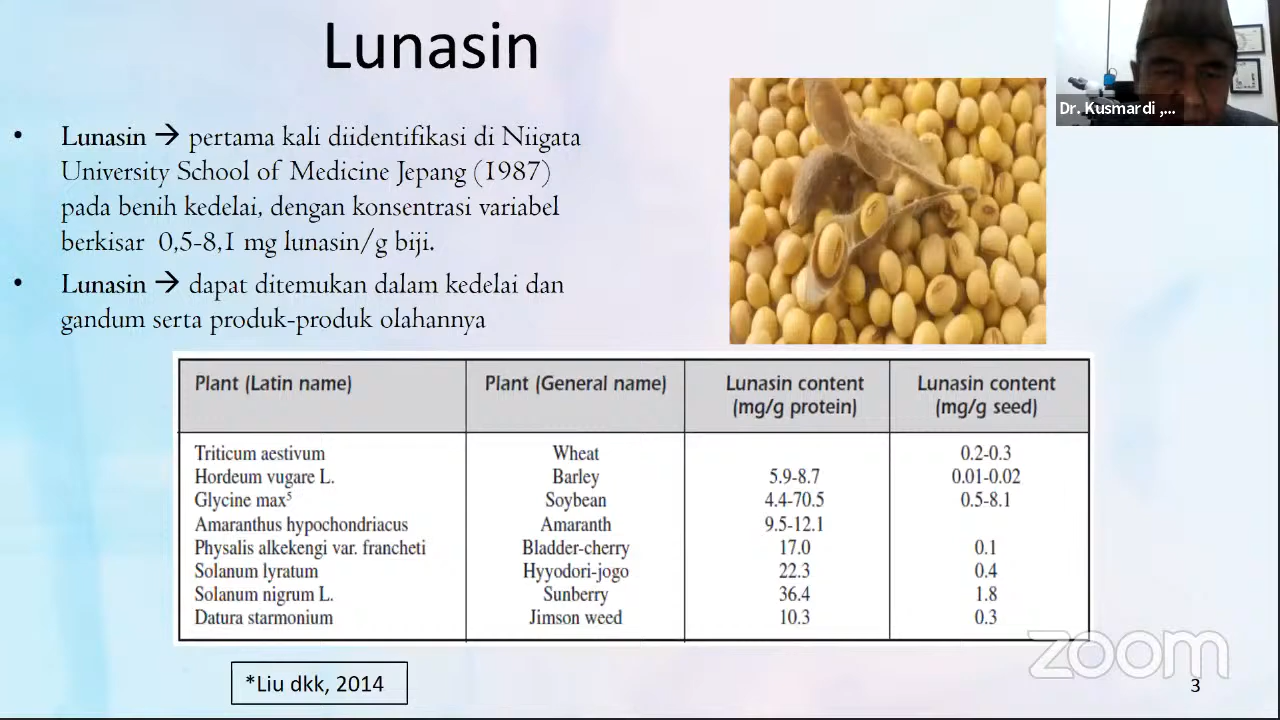 Lunasin
Dr. Kusmardi ,...
• Lunasin → pertama kali diidentifikasi di Niigata
University School of Medicine Jepang (1987)
pada benih kedelai, dengan konsentrasi variabel
berkisar 0,5-8,1 mg lunasin/g biji.
• Lunasin → dapat ditemukan dalam kedelai dan
gandum serta produk-produk olahannya
Plant (Latin name) Plant (General name) Lunasin content Lunasin content
(mg/g protein) (mg/g seed)
Triticum aestivum Wheat 0.2-0.3
Hordeum vugare L. Barley 5.9-8.7 0.01-0.02
Glycine max⁵ Soybean 4.4-70.5 0.5-8.1
Amaranthus hypochondriacus Amaranth 9.5-12.1
Physalis alkekengi var. francheti Bladder-cherry 17.0 0.1
Solanum lyratum Hyyodori-jogo 22.3 0.4
Solanum nigrum L. Sunberry 36.4 1.8
Datura starmonium Jimson weed 10.3 0.3
zoom
*Liu dkk, 2014
3